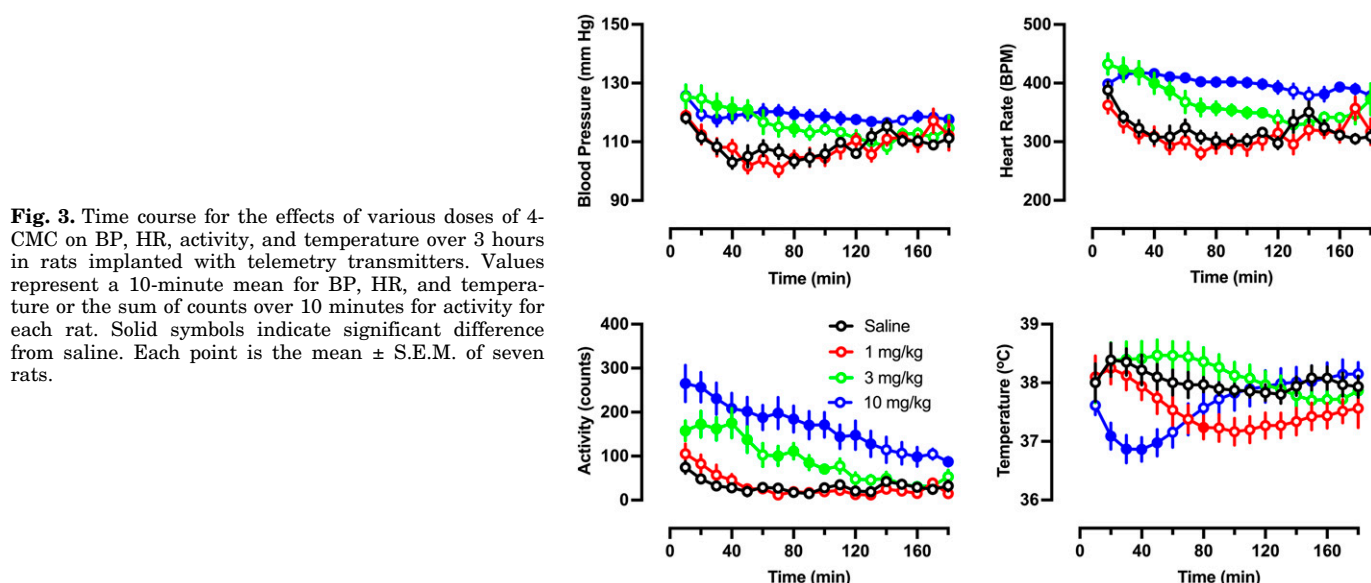 Fig. 3. Time course for the effects of various doses of 4-
CMC on BP, HR, activity, and temperature over 3 hours
in rats implanted with telemetry transmitters. Values
represent a 10-minute mean for BP, HR, and tempera-
ture or the sum of counts over 10 minutes for activity for
each rat. Solid symbols indicate significant difference
from saline. Each point is the mean ± S.E.M. of seven
rats.
Blood Pressure (mm Hg)
150
130
110
90
0 40 80 120 160
Time (min)
Heart Rate (BPM)
500
400
300
200
0 40 80 120 160
Time (min)
Activity (counts)
400
300
200
100
0
Saline
1 mg/kg
3 mg/kg
10 mg/kg
0 40 80 120 160
Time (min)
Temperature (ºC)
39
38
37
36
0 40 80 120 160
Time (min)